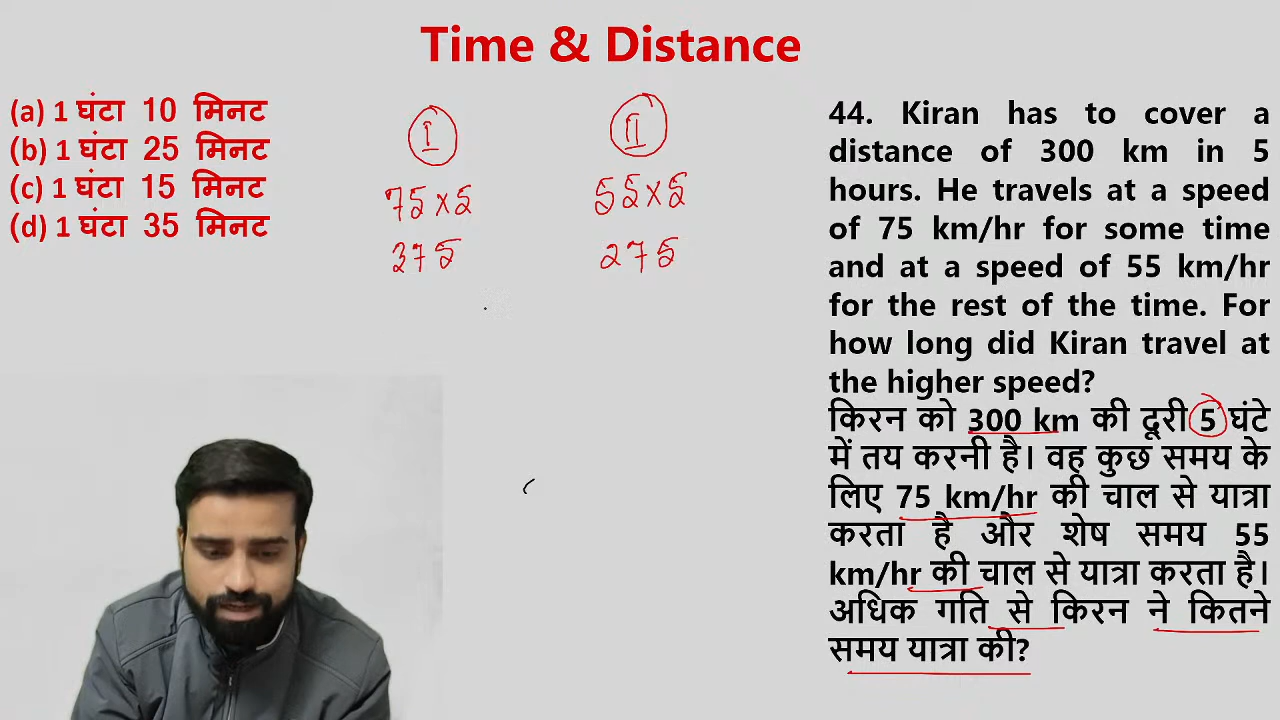 Time & Distance
(a) 1 घंटा 10 मिनट
(b) 1 घंटा 25 मिनट
(c) 1 घंटा 15 मिनट
(d) 1 घंटा 35 मिनट
I
II
75×5
55×5
375
275
44. Kiran has to cover a
distance of 300 km in 5
hours. He travels at a speed
of 75 km/hr for some time
and at a speed of 55 km/hr
for the rest of the time. For
how long did Kiran travel at
the higher speed?
किरन को 300 km की दूरी 5 घंटे
में तय करनी है। वह कुछ समय के
लिए 75 km/hr की चाल से यात्रा
करता है और शेष समय 55
km/hr की चाल से यात्रा करता है।
अधिक गति से किरन ने कितने
समय यात्रा की?